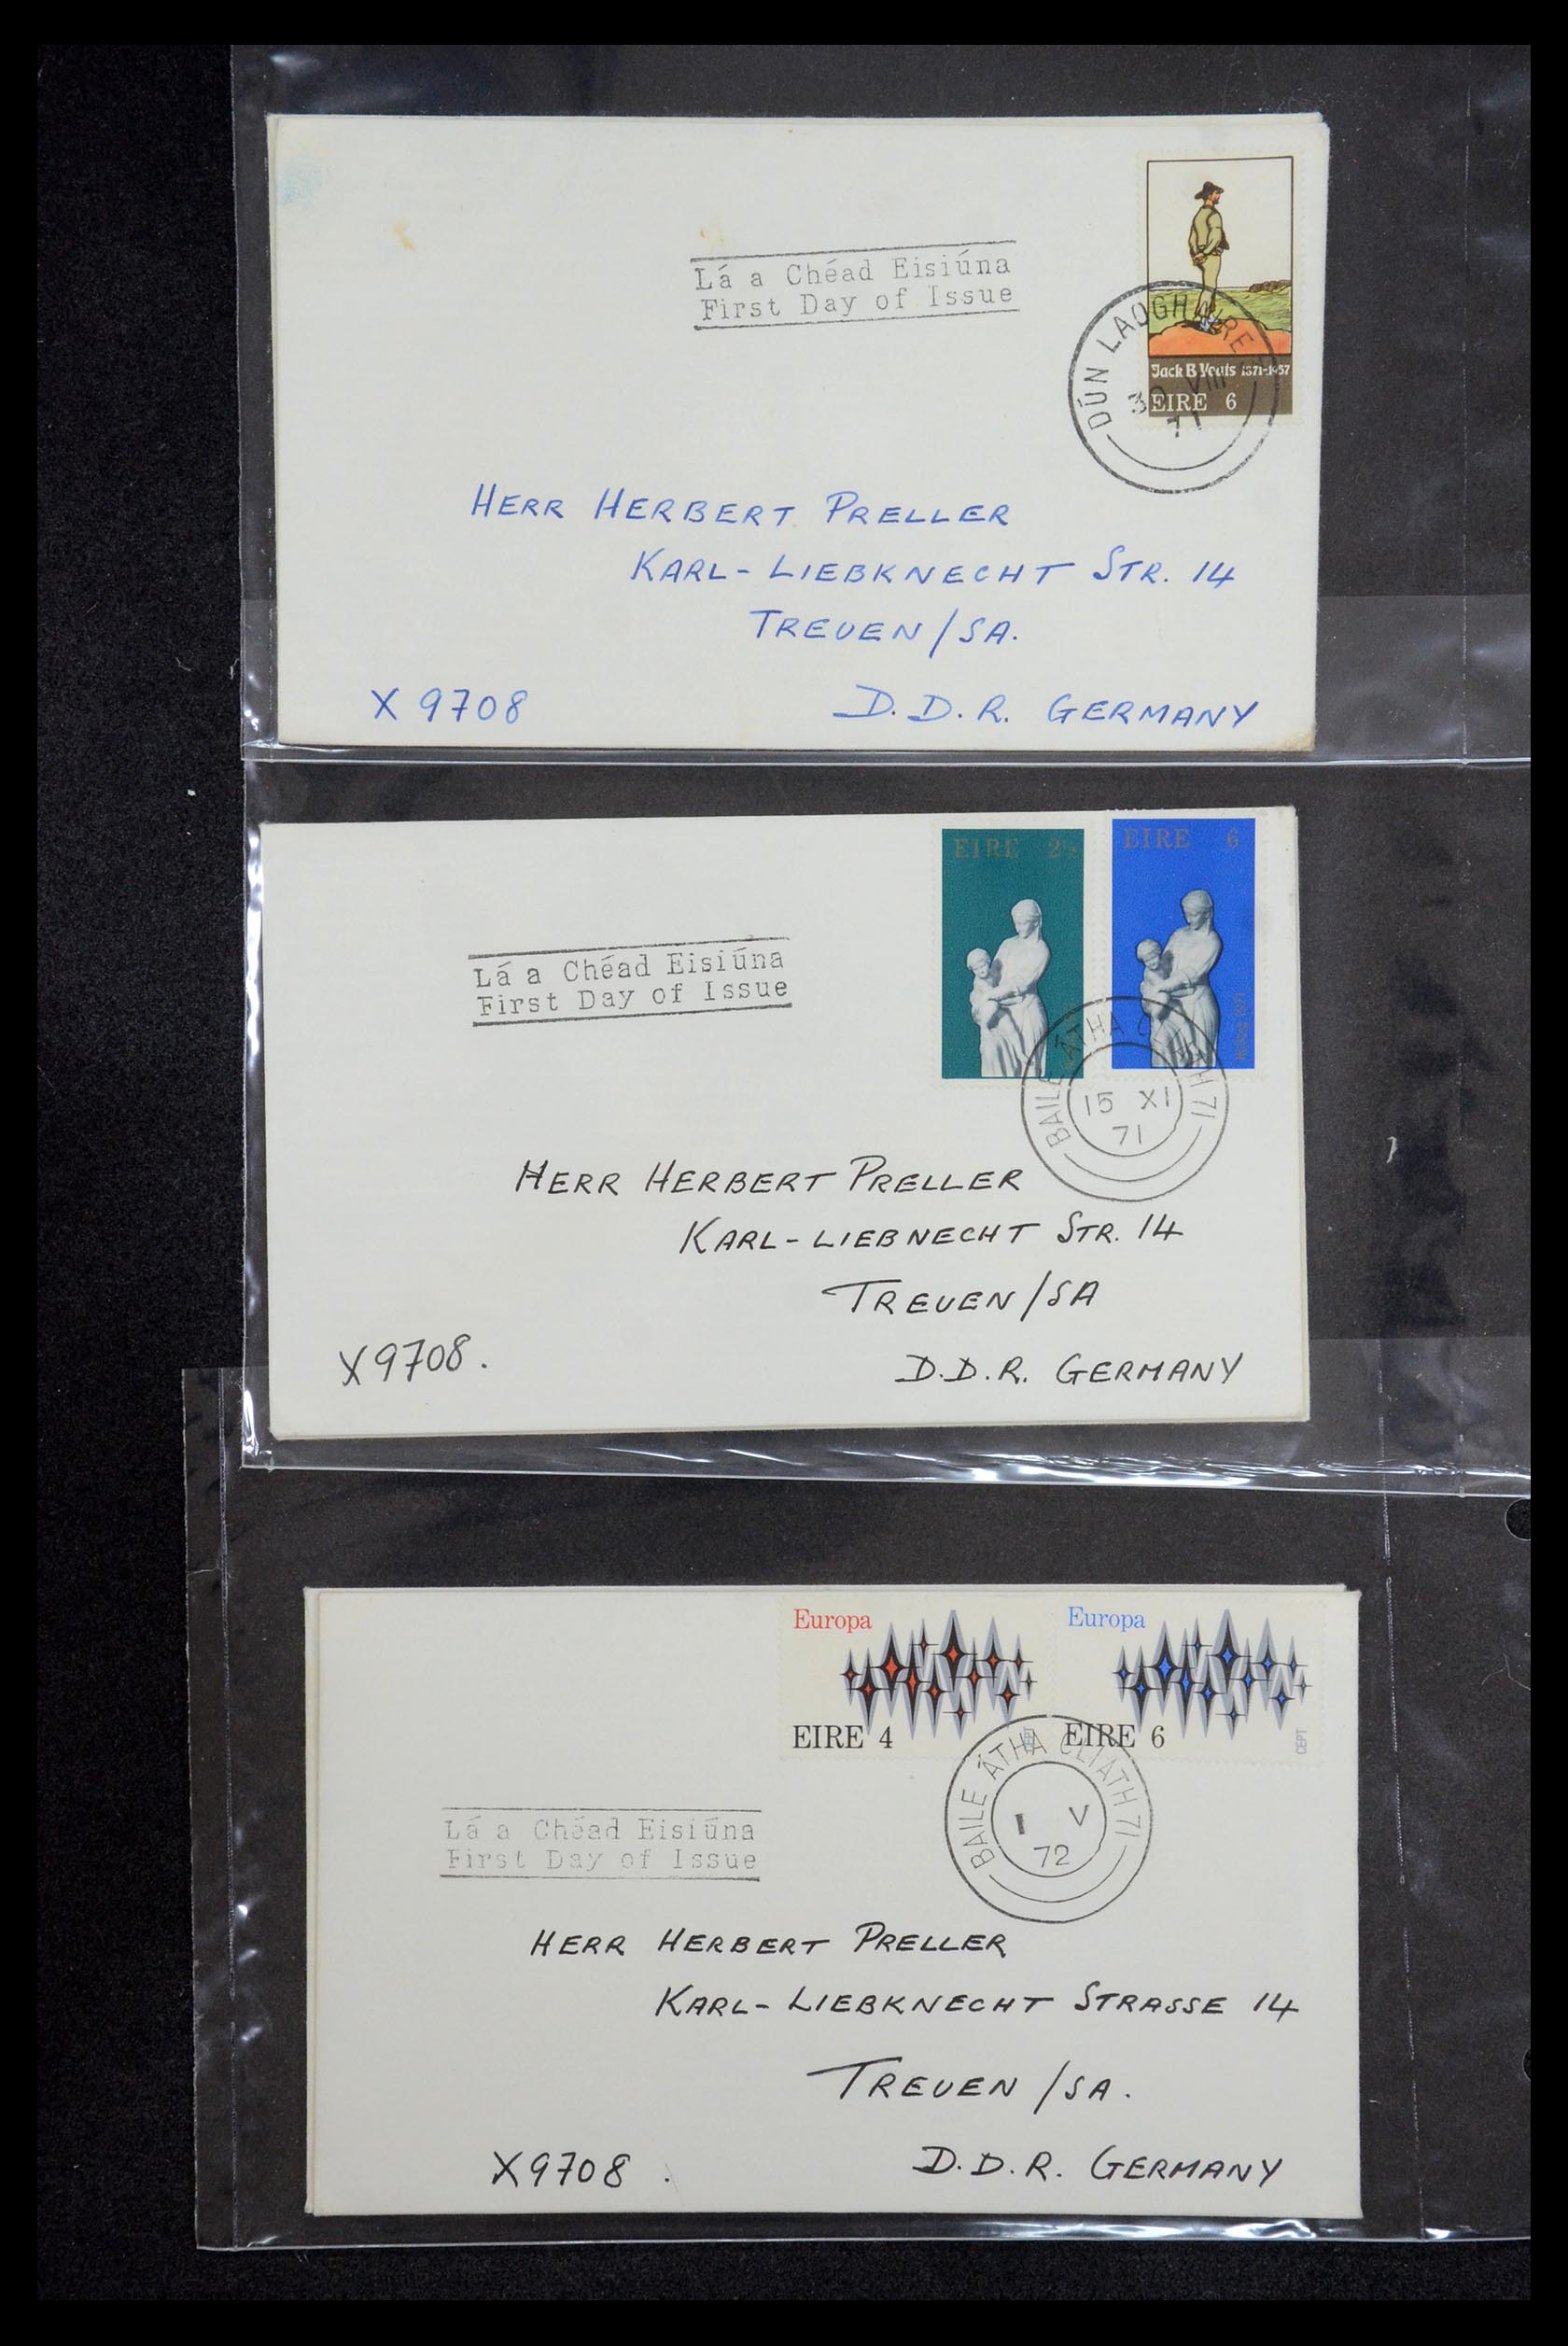 Lá a Chéad Eisiúna
First Day of Issue
Jack B Yeats 1871-1957
EIRE 6
DÚN LAOGHAIRE
30 VIII
71
HERR HERBERT PRELLER
KARL-LIEBKNECHT STR. 14
TREUEN/SA.
X 9708
D.D.R. GERMANY
EIRE 2½
EIRE 6
Lá a Chéad Eisiúna
First Day of Issue
BAILE ÁTHA CLIATH 71
15 XI
71
HERR HERBERT PRELLER
KARL-LIEBNECHT STR. 14
TREUEN/SA
X9708.
D.D.R. GERMANY
Europa
EIRE 4
Europa
EIRE 6
CEPT
BAILE ÁTHA CLIATH 71
1 V
72
Lá a Chéad Eisiúna
First Day of Issue
HERR HERBERT PRELLER
KARL-LIEBKNECHT STRASSE 14
TREUEN/SA.
X9708.
D.D.R. GERMANY